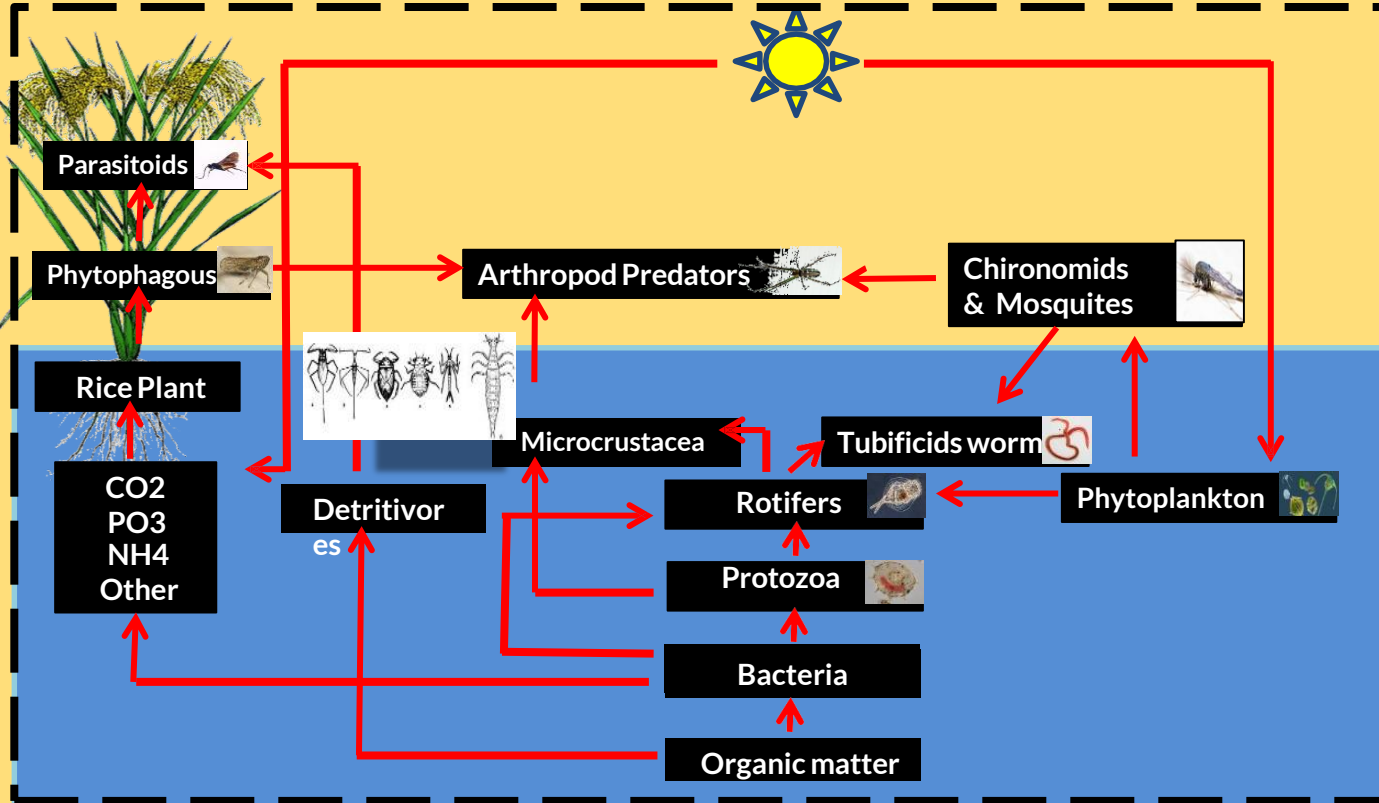 Parasitoids
Phytophagous
Arthropod Predators
Chironomids
& Mosquites
Rice Plant
Microcrustacea
Tubificids worm
CO2
PO3
NH4
Other
Detritivor
es
Rotifers
Phytoplankton
Protozoa
Bacteria
Organic matter